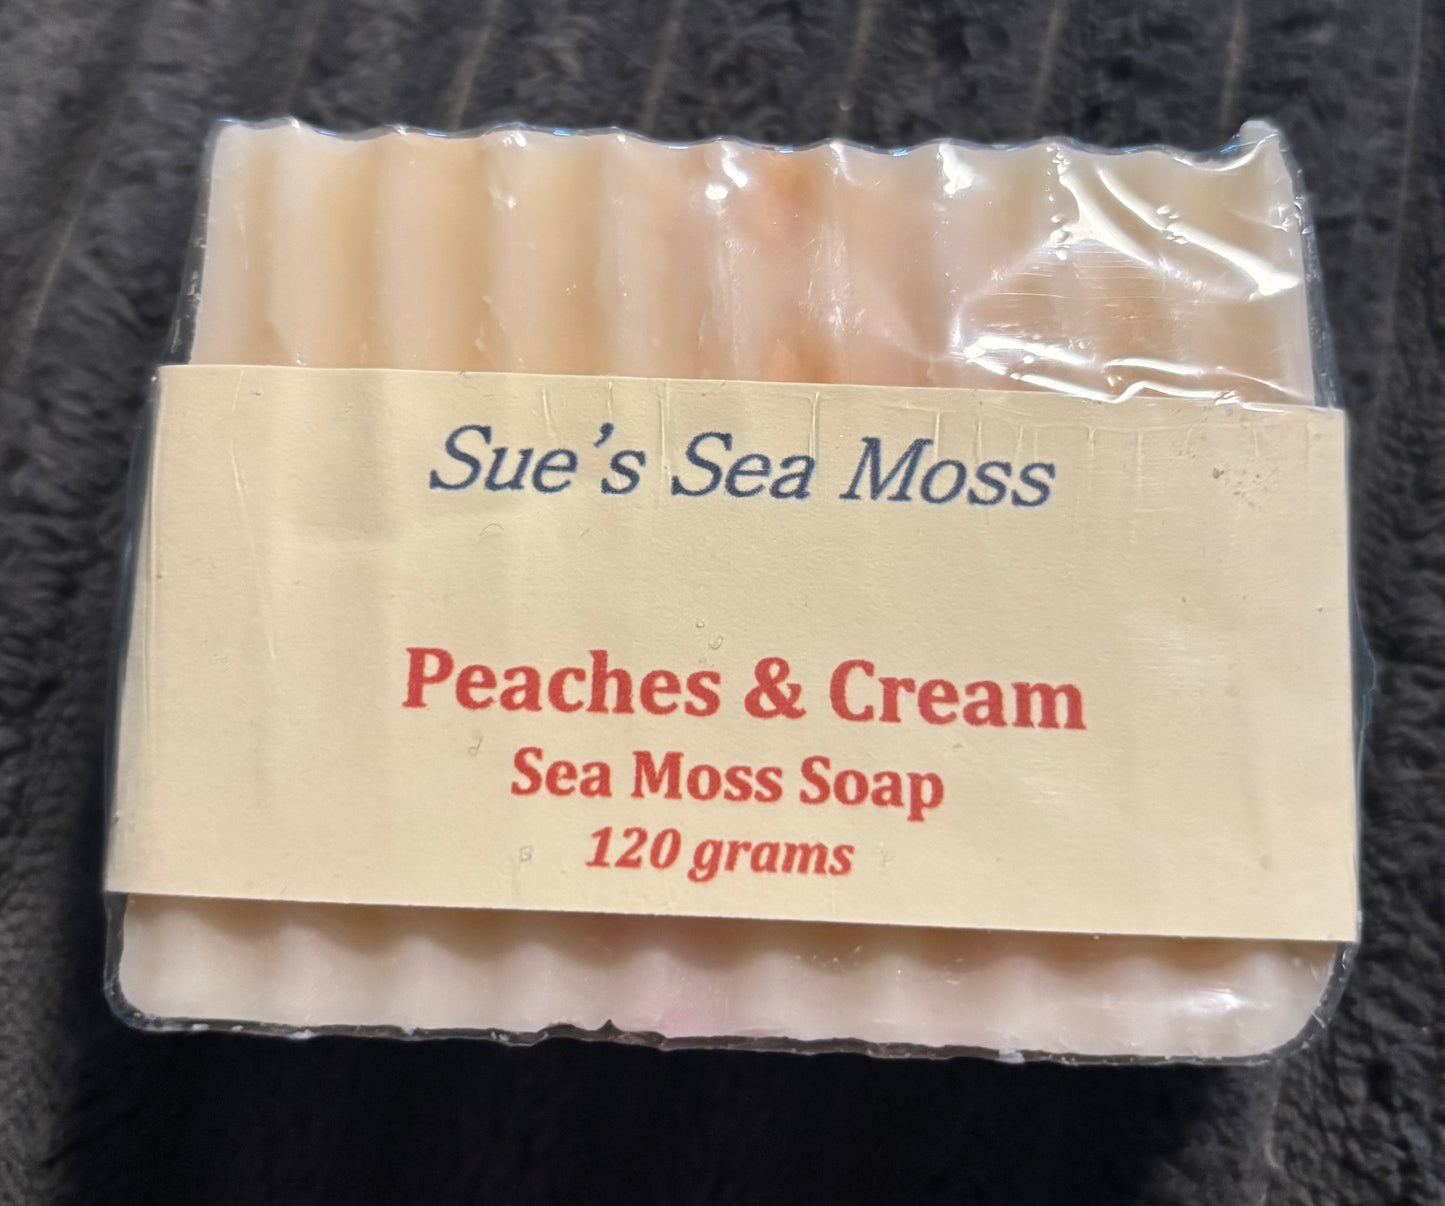 Sue's Sea Moss
Peaches & Cream
Sea Moss Soap
120 grams